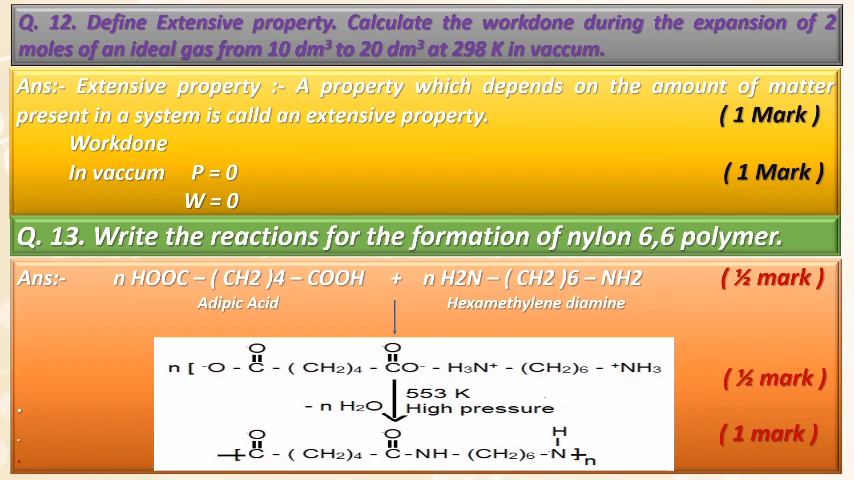 Q. 12. Define Extensive property. Calculate the workdone during the expansion of 2
moles of an ideal gas from 10 dm³ to 20 dm³ at 298 K in vaccum.
Ans:- Extensive property :- A property which depends on the amount of matter
present in a system is calld an extensive property. ( 1 Mark )
Workdone
In vaccum P = 0 ( 1 Mark )
W = 0
Q. 13. Write the reactions for the formation of nylon 6,6 polymer.
Ans:- n HOOC – ( CH2 )4 – COOH + n H2N – ( CH2 )6 – NH2 ( ½ mark )
Adipic Acid Hexamethylene diamine
O O
n [ ⁻O - C - ( CH₂)₄ - CO⁻ - H₃N⁺ - (CH₂)₆ - ⁺NH₃ ( ½ mark )
553 K
- n H₂O High pressure
O O H ( 1 mark )
[ C - ( CH₂)₄ - C - NH - (CH₂)₆ - N ]n